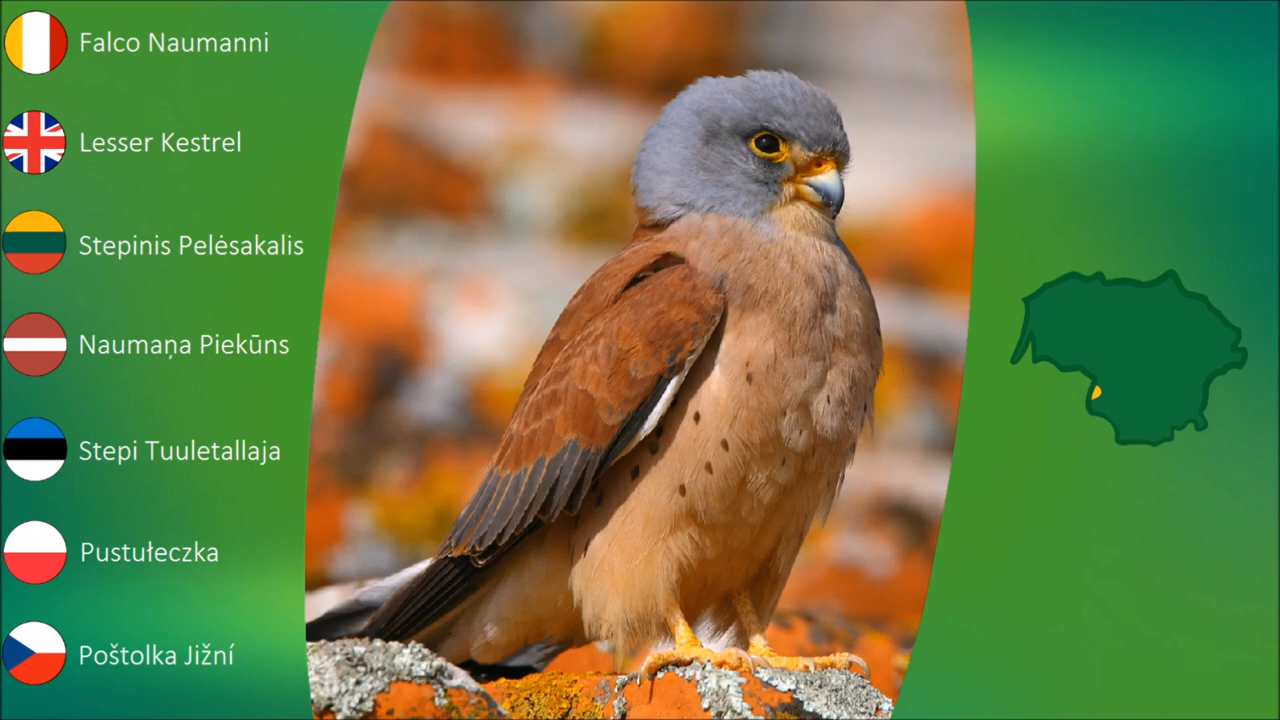 Falco Naumanni
Lesser Kestrel
Stepinis Pelėsakalis
Naumaņa Piekūns
Stepi Tuuletallaja
Pustułeczka
Poštolka Jižní